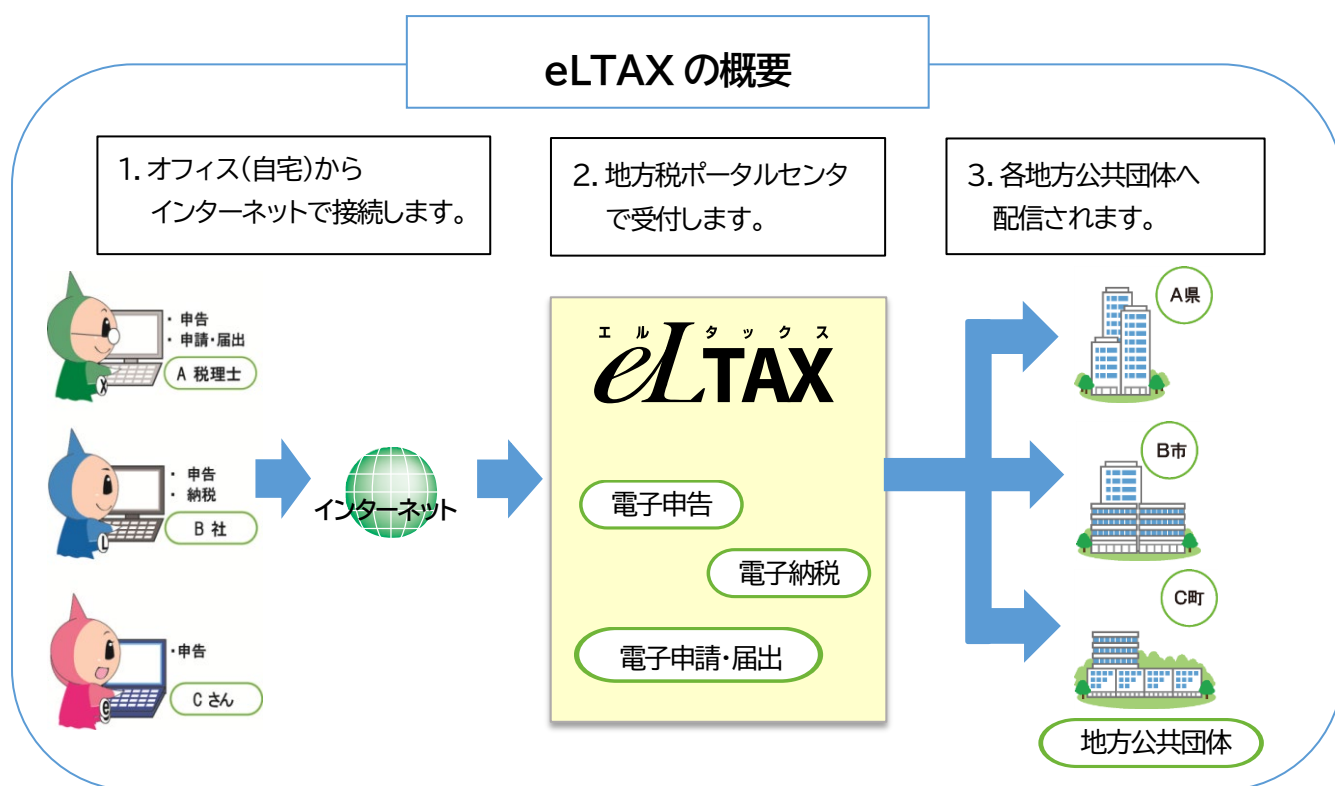 eLTAX の概要
1. オフィス(自宅)から
インターネットで接続します。
2. 地方税ポータルセンタ
で受付します。
3. 各地方公共団体へ
配信されます。
・ 申告
・ 申請・届出
A 税理士
X
・ 申告
・ 納税
B 社
L
・申告
C さん
e
インターネット
エルタックス
eLTAX
電子申告
電子納税
電子申請・届出
A県
B市
C町
地方公共団体